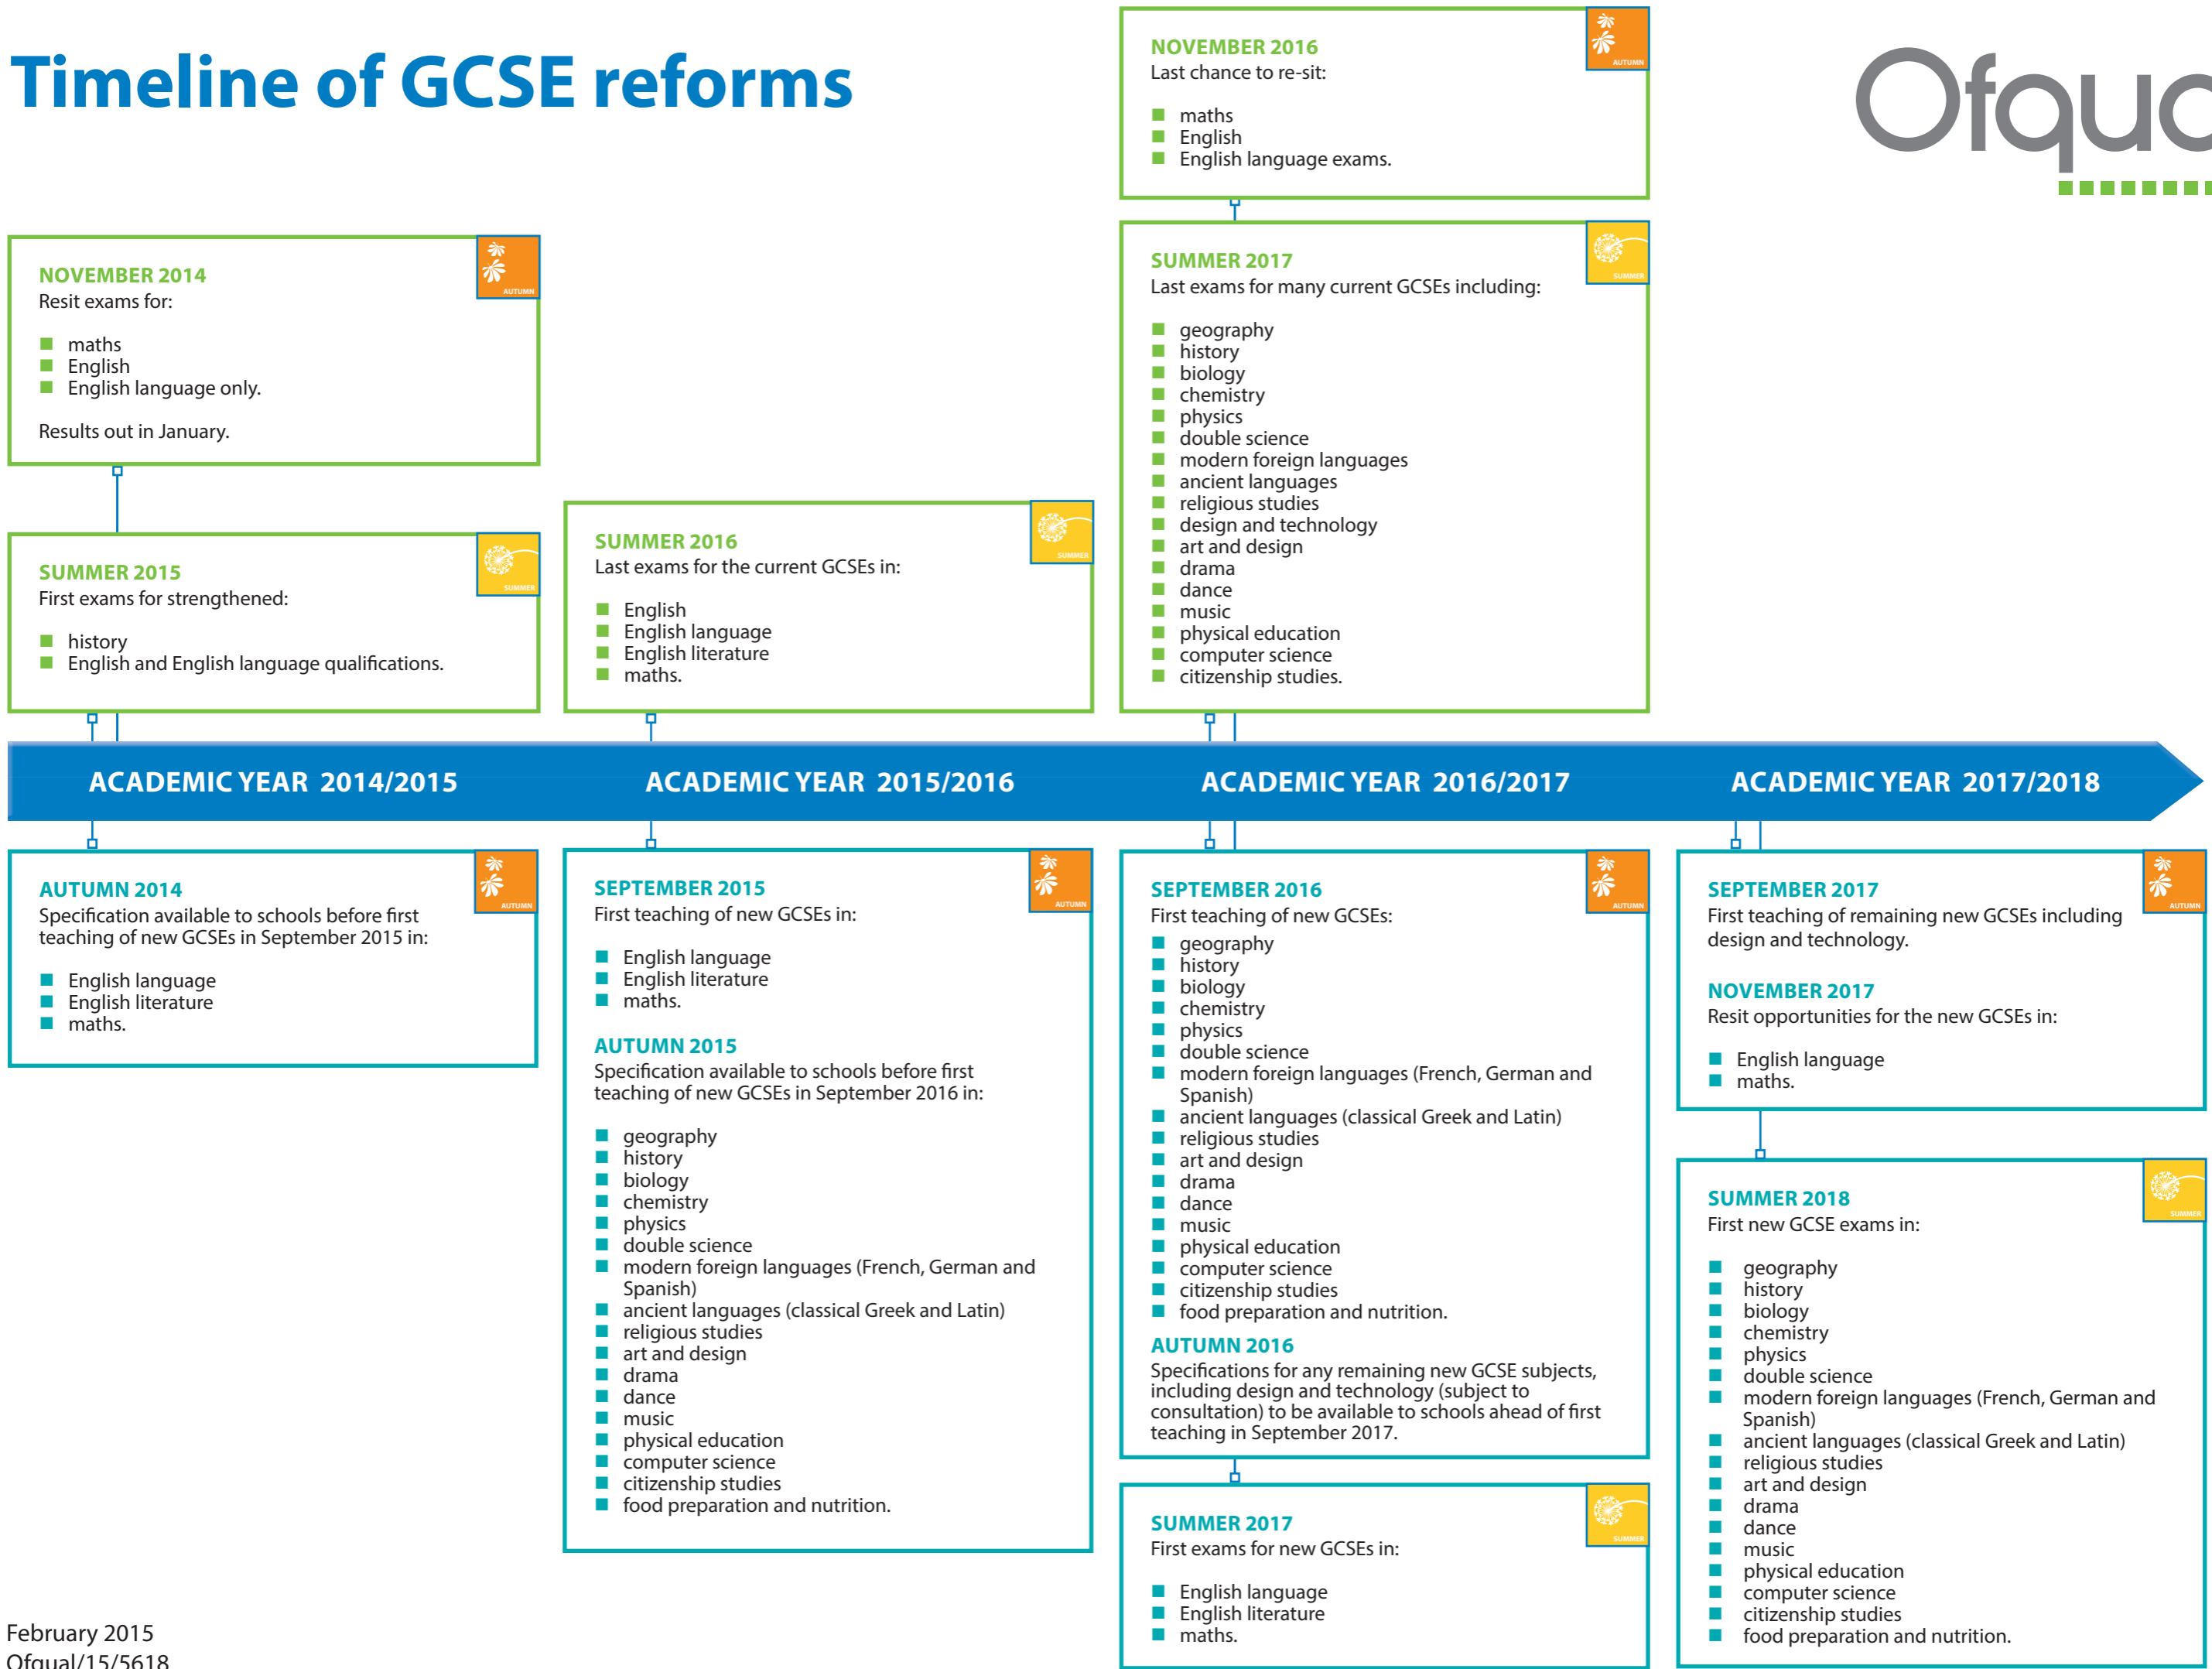 Timeline of GCSE reforms
NOVEMBER 2014
Resit exams for:
maths
English
English language only.
Results out in January.
AUTUMN
SUMMER 2015
First exams for strengthened:
history
English and English language qualifications.
SUMMER
SUMMER 2016
Last exams for the current GCSEs in:
English
English language
English literature
maths.
SUMMER
NOVEMBER 2016
Last chance to re-sit:
maths
English
English language exams.
AUTUMN
SUMMER 2017
Last exams for many current GCSEs including:
geography
history
biology
chemistry
physics
double science
modern foreign languages
ancient languages
religious studies
design and technology
art and design
drama
dance
music
physical education
computer science
citizenship studies.
SUMMER
ACADEMIC YEAR 2014/2015
ACADEMIC YEAR 2015/2016
ACADEMIC YEAR 2016/2017
ACADEMIC YEAR 2017/2018
AUTUMN 2014
Specification available to schools before first
teaching of new GCSEs in September 2015 in:
English language
English literature
maths.
AUTUMN
SEPTEMBER 2015
First teaching of new GCSEs in:
English language
English literature
maths.
AUTUMN 2015
Specification available to schools before first
teaching of new GCSEs in September 2016 in:
geography
history
biology
chemistry
physics
double science
modern foreign languages (French, German and
Spanish)
ancient languages (classical Greek and Latin)
religious studies
art and design
drama
dance
music
physical education
computer science
citizenship studies
food preparation and nutrition.
AUTUMN
SEPTEMBER 2016
First teaching of new GCSEs:
geography
history
biology
chemistry
physics
double science
modern foreign languages (French, German and
Spanish)
ancient languages (classical Greek and Latin)
religious studies
art and design
drama
dance
music
physical education
computer science
citizenship studies
food preparation and nutrition.
AUTUMN 2016
Specifications for any remaining new GCSE subjects,
including design and technology (subject to
consultation) to be available to schools ahead of first
teaching in September 2017.
AUTUMN
SUMMER 2017
First exams for new GCSEs in:
English language
English literature
maths.
SUMMER
SEPTEMBER 2017
First teaching of remaining new GCSEs including
design and technology.
NOVEMBER 2017
Resit opportunities for the new GCSEs in:
English language
maths.
AUTUMN
SUMMER 2018
First new GCSE exams in:
geography
history
biology
chemistry
physics
double science
modern foreign languages (French, German and
Spanish)
ancient languages (classical Greek and Latin)
religious studies
art and design
drama
dance
music
physical education
computer science
citizenship studies
food preparation and nutrition.
SUMMER
February 2015
Ofqual/15/5618